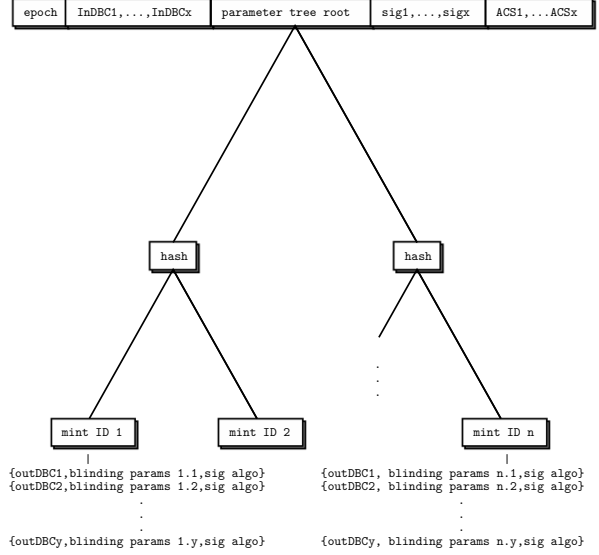 epoch InDBC1,...,InDBCx parameter tree root sig1,...,sigx ACS1,...ACSx
hash hash
.
.
.
mint ID 1 mint ID 2 mint ID n
{outDBC1,blinding params 1.1,sig algo} {outDBC1, blinding params n.1,sig algo}
{outDBC2,blinding params 1.2,sig algo} {outDBC2, blinding params n.2,sig algo}
. .
. .
. .
{outDBCy,blinding params 1.y,sig algo} {outDBCy, blinding params n.y,sig algo}